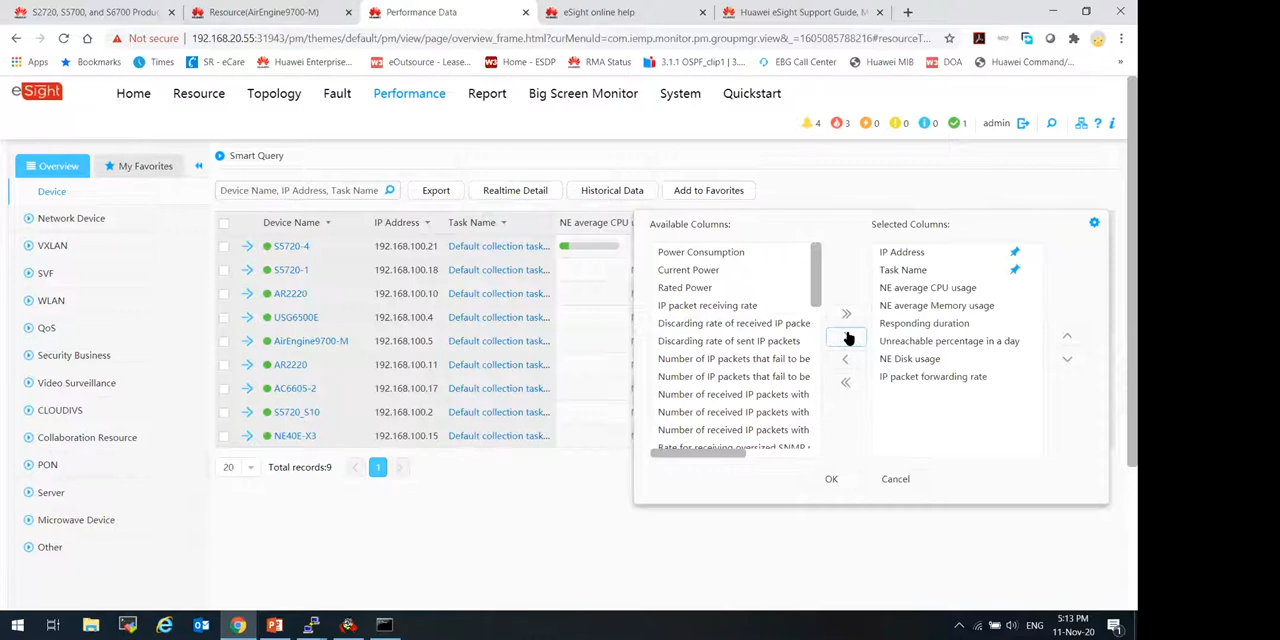 S2720, S5700, and S6700 Produ
Resource(AirEngine9700-M)
Performance Data
eSight online help
Huawei eSight Support Guide, M
Not secure
192.168.20.55:31943/pm/themes/default/pm/view/page/overview_frame.html?curMenuId=com.iemp.monitor.pm.groupmgr.view&_=1605085788216#resourceT...
Apps
Bookmarks
Times
SR - eCare
Huawei Enterprise...
eOutsource - Lease...
Home - ESDP
RMA Status
3.1.1 OSPF_clip1 | 3....
EBG Call Center
Huawei MIB
DOA
Huawei Command/...
eSight
Home
Resource
Topology
Fault
Performance
Report
Big Screen Monitor
System
Quickstart
4
3
0
0
0
1
admin
Overview
My Favorites
Smart Query
Device
Network Device
VXLAN
SVF
WLAN
QoS
Security Business
Video Surveillance
CLOUDIVS
Collaboration Resource
PON
Server
Microwave Device
Other
Device Name, IP Address, Task Name
Export
Realtime Detail
Historical Data
Add to Favorites
Device Name IP Address Task Name NE average CPU u
S5720-4 192.168.100.21 Default collection task...
S5720-1 192.168.100.18 Default collection task...
AR2220 192.168.100.10 Default collection task...
USG6500E 192.168.100.4 Default collection task...
AirEngine9700-M 192.168.100.5 Default collection task...
AR2220 192.168.100.11 Default collection task...
AC6605-2 192.168.100.17 Default collection task...
S5720_S10 192.168.100.2 Default collection task...
NE40E-X3 192.168.100.15 Default collection task...
20
Total records:9
1
Available Columns:
Power Consumption
Current Power
Rated Power
IP packet receiving rate
Discarding rate of received IP packe
Discarding rate of sent IP packets
Number of IP packets that fail to be
Number of IP packets that fail to be
Number of received IP packets with
Number of received IP packets with
Number of received IP packets with
Rate for receiving oversized SNMP
Selected Columns:
IP Address
Task Name
NE average CPU usage
NE average Memory usage
Responding duration
Unreachable percentage in a day
NE Disk usage
IP packet forwarding rate
OK
Cancel
ENG
5:13 PM
11-Nov-20
1